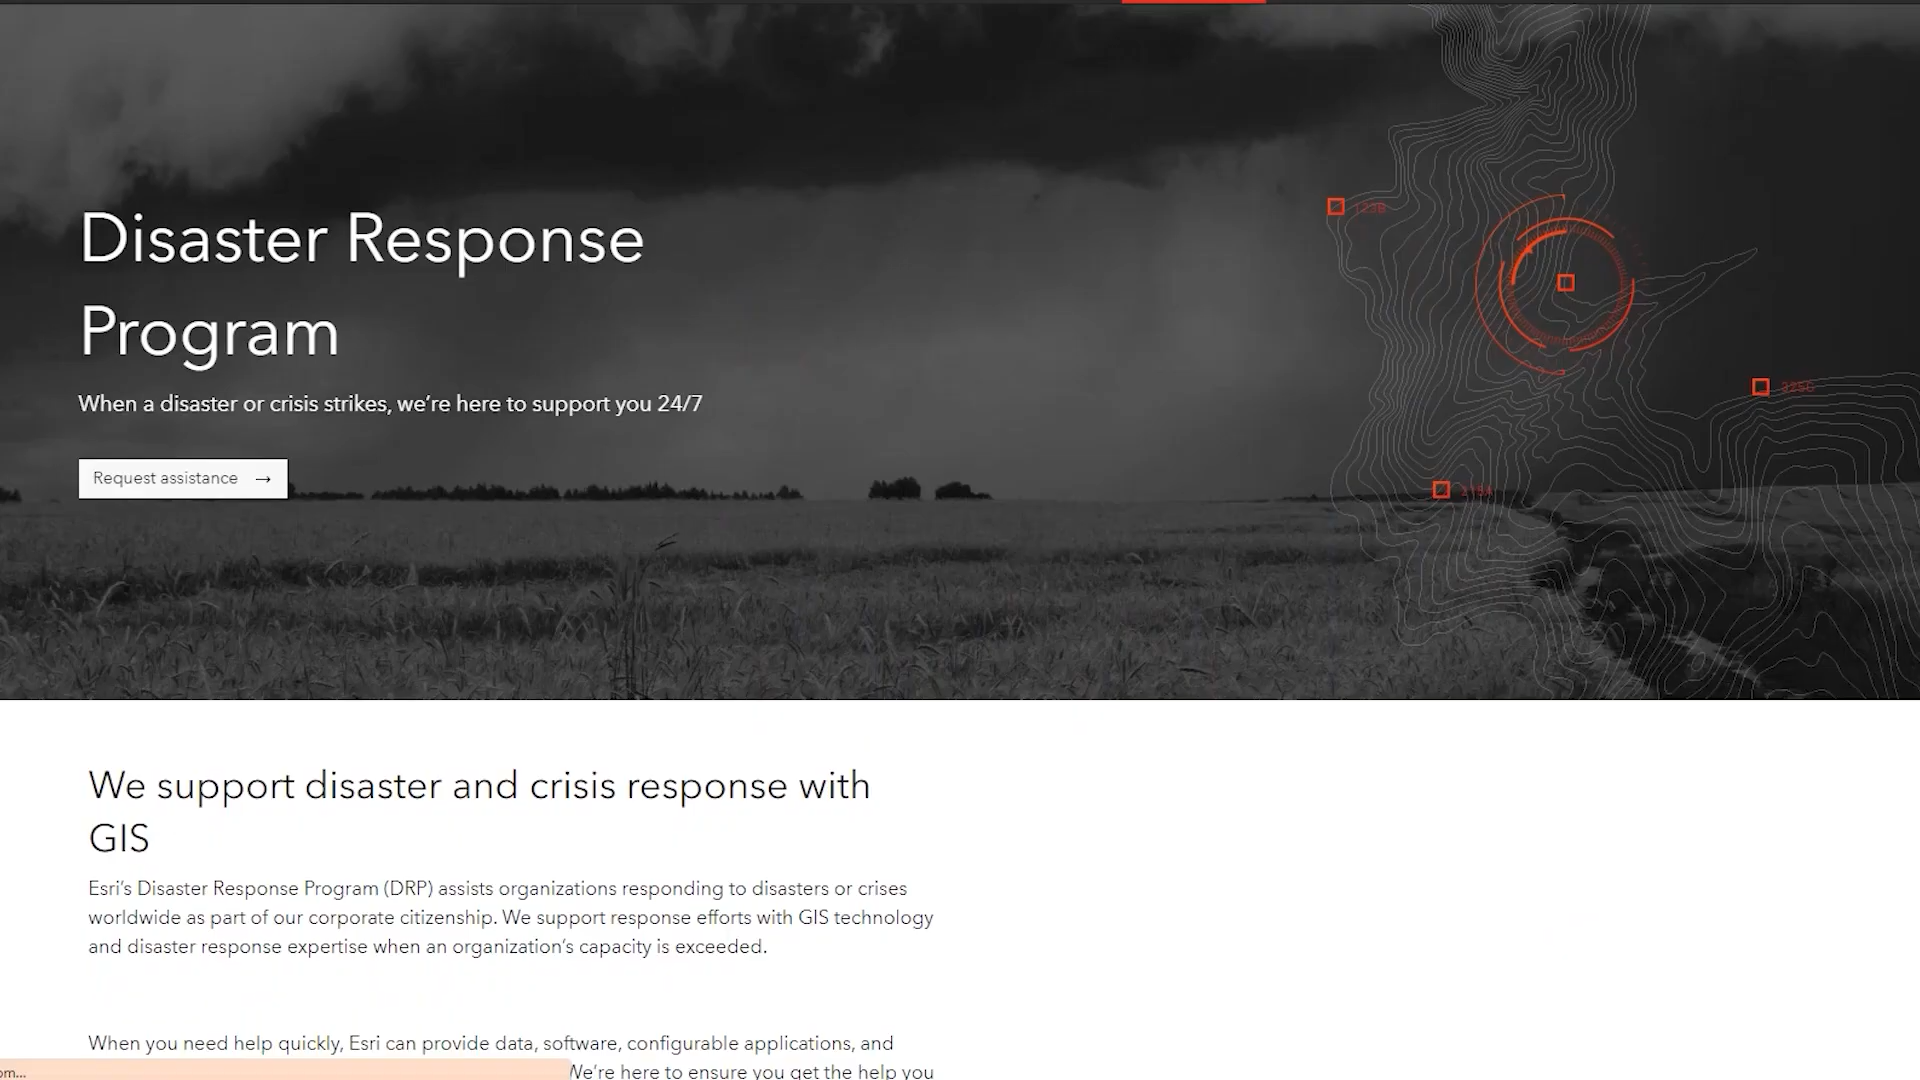 Disaster Response
Program
When a disaster or crisis strikes, we’re here to support you 24/7
Request assistance →
We support disaster and crisis response with
GIS
Esri’s Disaster Response Program (DRP) assists organizations responding to disasters or crises
worldwide as part of our corporate citizenship. We support response efforts with GIS technology
and disaster response expertise when an organization’s capacity is exceeded.
When you need help quickly, Esri can provide data, software, configurable applications, and
We’re here to ensure you get the help you
om...